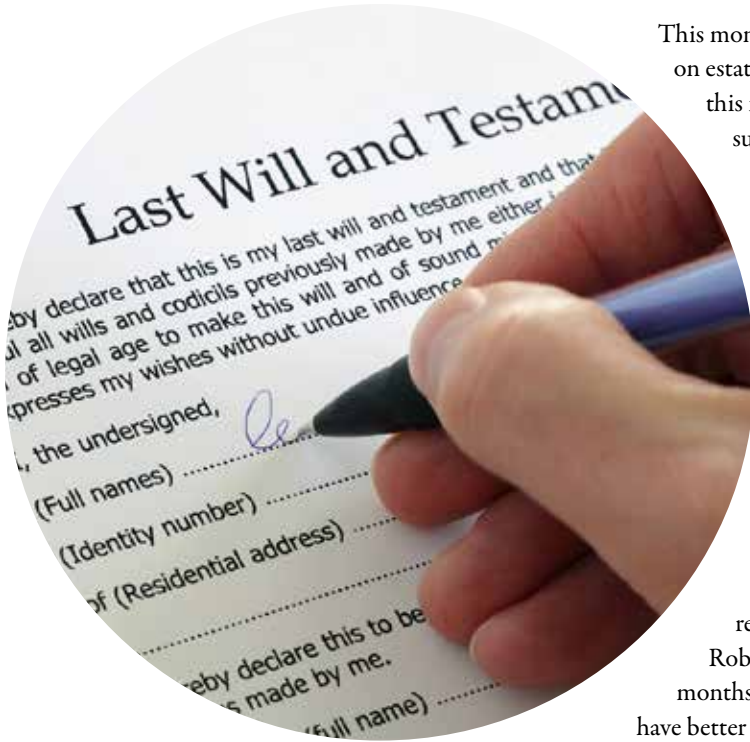 This mon
on estat
this
su
Last Will and Testame
eby declare that this is my last will and testament and that
all wills and codicils previously made by me either
of legal age to make this will and of sound mi
xpresses my wishes without undue influence
, the undersigned,
(Full names) ........................
(Identity number) ........................
of (Residential address) ........................
eby declare this to be
s made by me.
(full name) ........................
re
Rob
months
have better